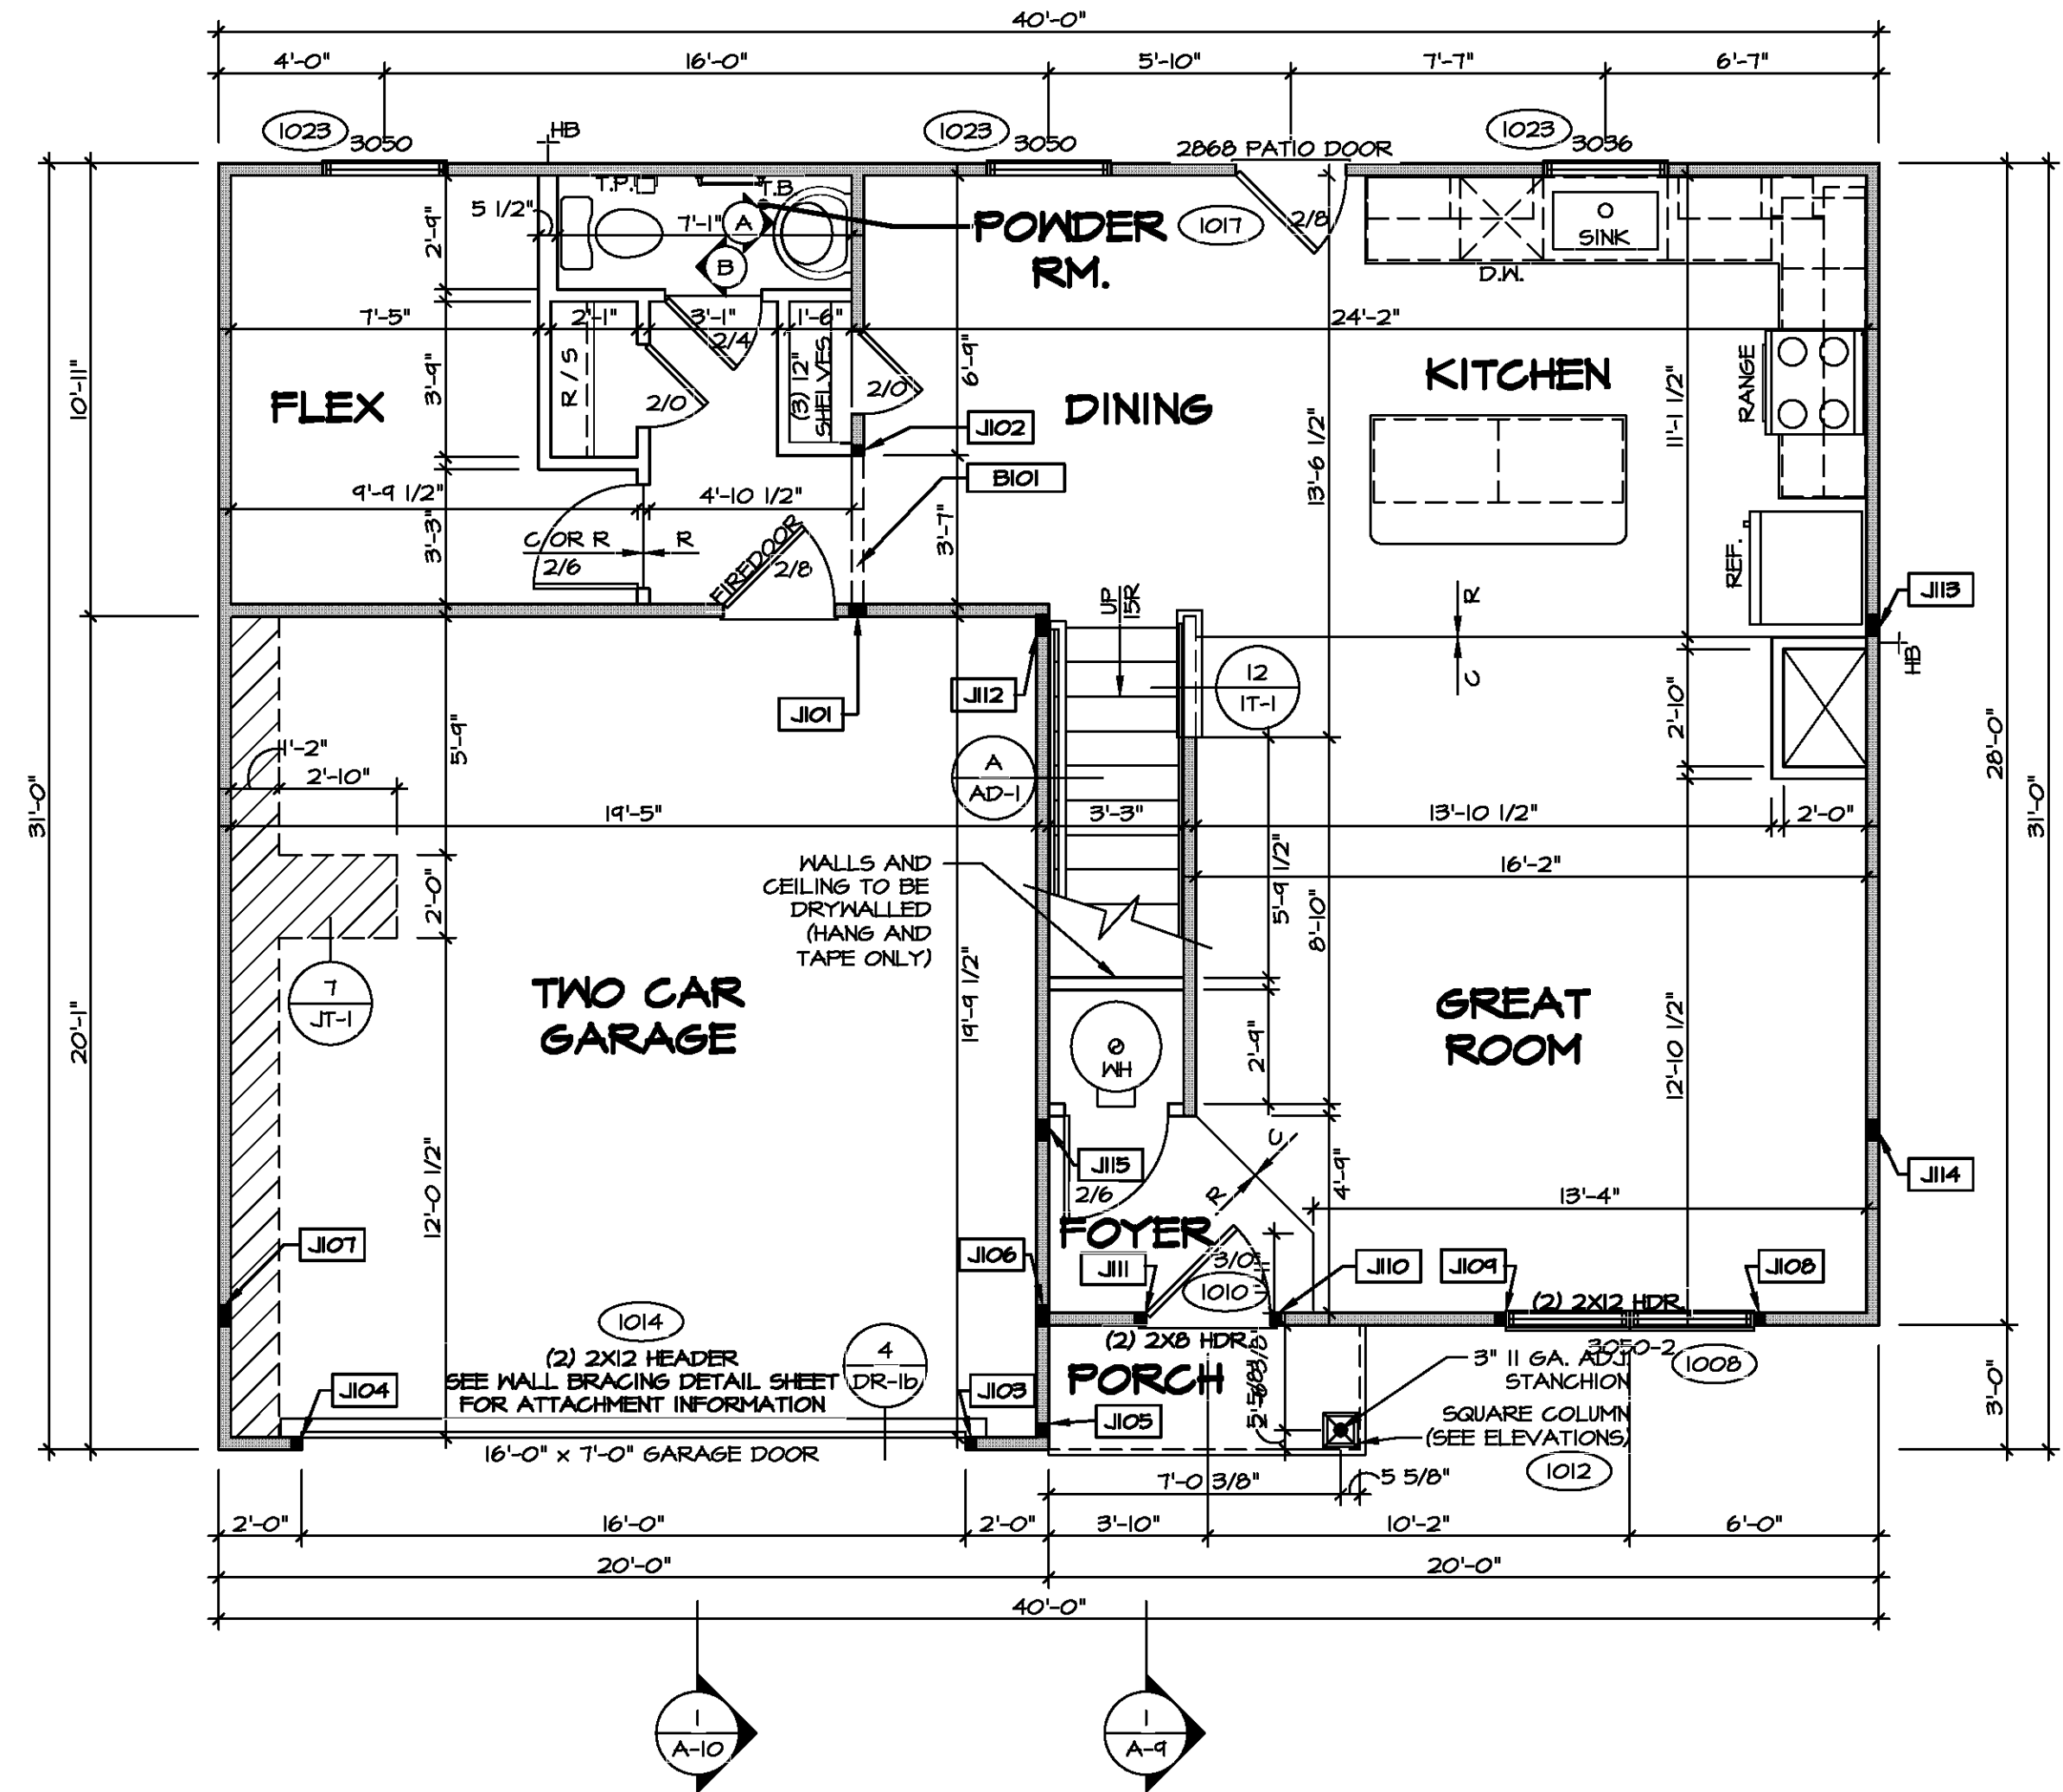 40'-0"
4'-0" 16'-0" 5'-10" 7'-7" 6'-7"
1023 3050 HB 1023 3050 2868 PATIO DOOR 1023 3036
T.P. T.B.
5 1/2" 7'-1" A B
2'-9"
POWDER
RM.
1017 2/8 SINK
D.W.
7'-5" 2'-1" 3'-1" 1'-6" 24'-2"
2/4
10'-11"
3'-9" R / S 2/0 (3) 12"
SHELVES 2/0 6'-9"
FLEX DINING KITCHEN RANGE
13'-6 1/2" 11'-1 1/2"
J102
B101
9'-9 1/2" 4'-10 1/2"
3'-3" C OR R R 3'-7"
2/6 FIREDOOR 2/8
REF.
UP
15R
R
C
J113
HB
J101 J112
12
1T-1
A
AD-1
5'-9" 2'-10"
1'-2"
2'-10"
31'-0" 28'-0" 31'-0"
19'-5" 3'-3" 13'-10 1/2" 2'-0"
16'-2"
WALLS AND
CEILING TO BE
DRYWALLED
(HANG AND
TAPE ONLY)
2'-0" 5'-9 1/2" 8'-10"
7
JT-1
TWO CAR
GARAGE
GREAT
ROOM
20'-1" 19'-9 1/2" 2'-9" 12'-10 1/2"
WH
12'-0 1/2"
J115
2/6
C
R
4'-9"
13'-4"
J114
FOYER
J107 J106 J111 3/0 J110 J109 J108
1010
1014
(2) 2X12 HDR.
(2) 2X12 HEADER
SEE WALL BRACING DETAIL SHEET
FOR ATTACHMENT INFORMATION
4
DR-1b
(2) 2X8 HDR.
PORCH
3050-2 1008
3" 11 GA. ADJ.
STANCHION
SQUARE COLUMN
(SEE ELEVATIONS)
1012
J104 J103 J105
3'-0"
16'-0" x 7'-0" GARAGE DOOR
7'-0 3/8" 5 5/8"
2'-0" 16'-0" 2'-0" 3'-10" 10'-2" 6'-0"
20'-0" 20'-0"
40'-0"
1
A-10
1
A-9